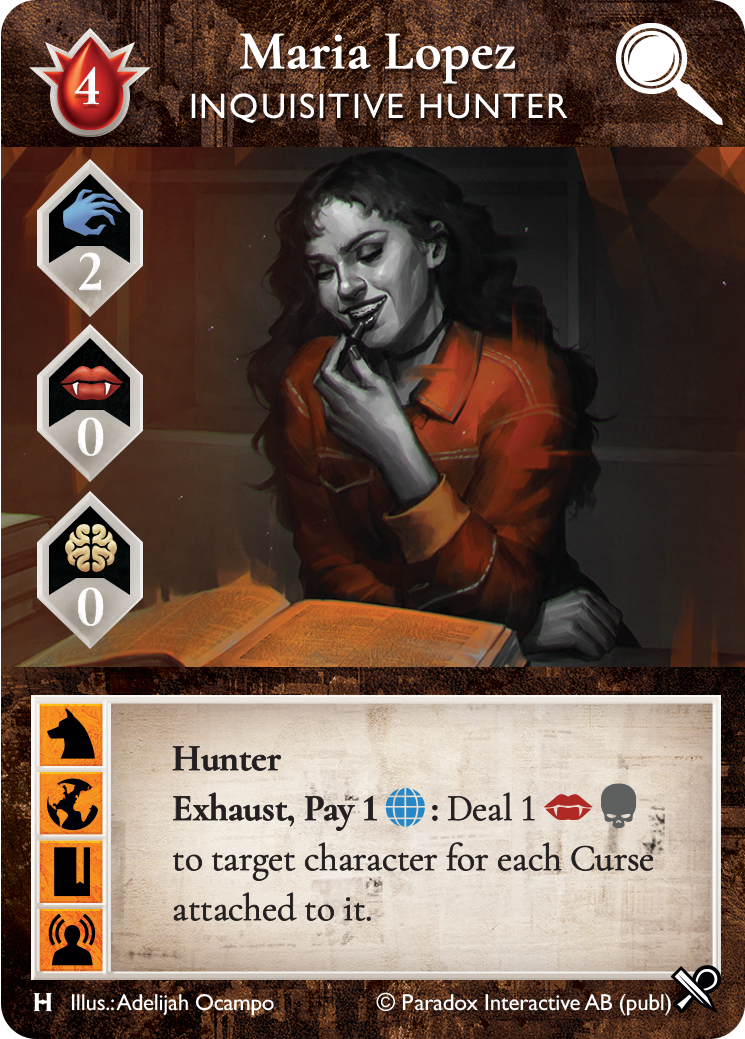 4
Maria Lopez
INQUISITIVE HUNTER
2
0
0
Hunter
Exhaust, Pay 1 : Deal 1
to target character for each Curse
attached to it.
H Illus.: Adelijah Ocampo © Paradox Interactive AB (publ)